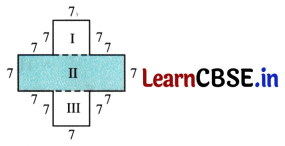 7
7 I 7
7 7
7 II 7
7 7
7 III 7
7
LearnCBSE.in